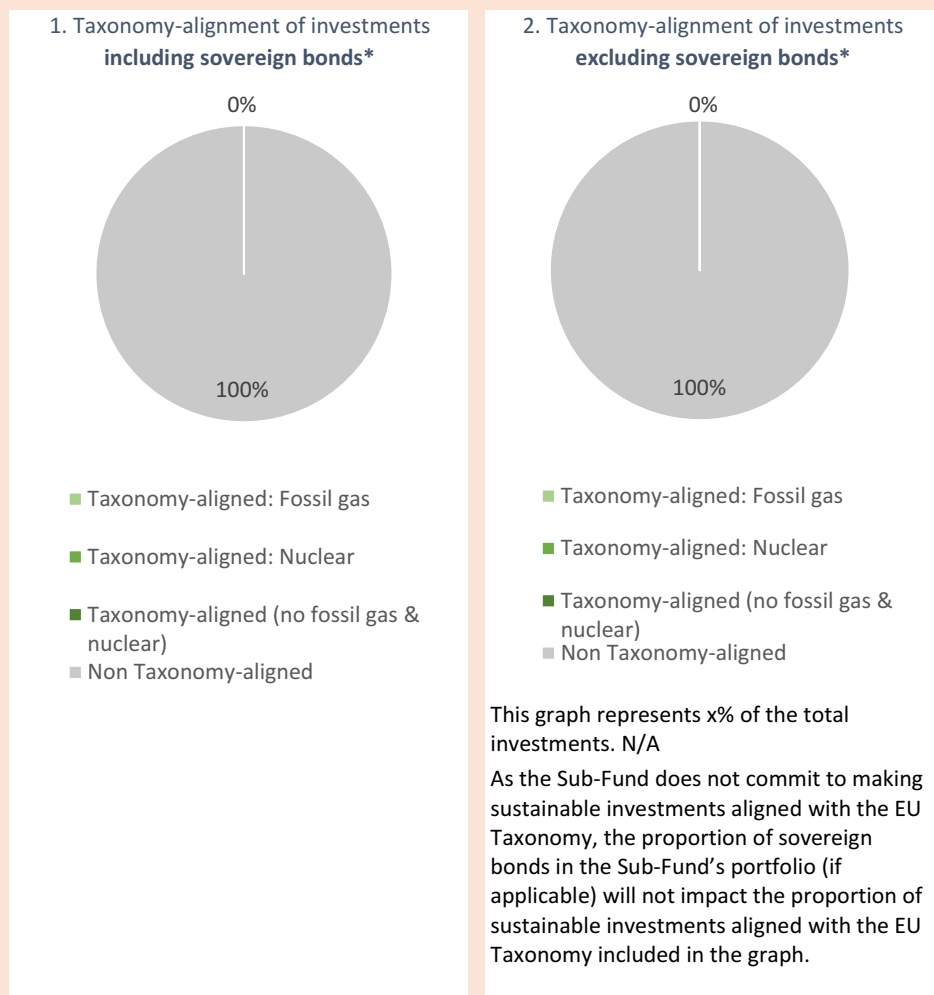 1. Taxonomy-alignment of investments
including sovereign bonds*
0%
100%
Taxonomy-aligned: Fossil gas
Taxonomy-aligned: Nuclear
Taxonomy-aligned (no fossil gas &
nuclear)
Non Taxonomy-aligned
2. Taxonomy-alignment of investments
excluding sovereign bonds*
0%
100%
Taxonomy-aligned: Fossil gas
Taxonomy-aligned: Nuclear
Taxonomy-aligned (no fossil gas &
nuclear)
Non Taxonomy-aligned
This graph represents x% of the total
investments. N/A
As the Sub-Fund does not commit to making
sustainable investments aligned with the EU
Taxonomy, the proportion of sovereign
bonds in the Sub-Fund’s portfolio (if
applicable) will not impact the proportion of
sustainable investments aligned with the EU
Taxonomy included in the graph.